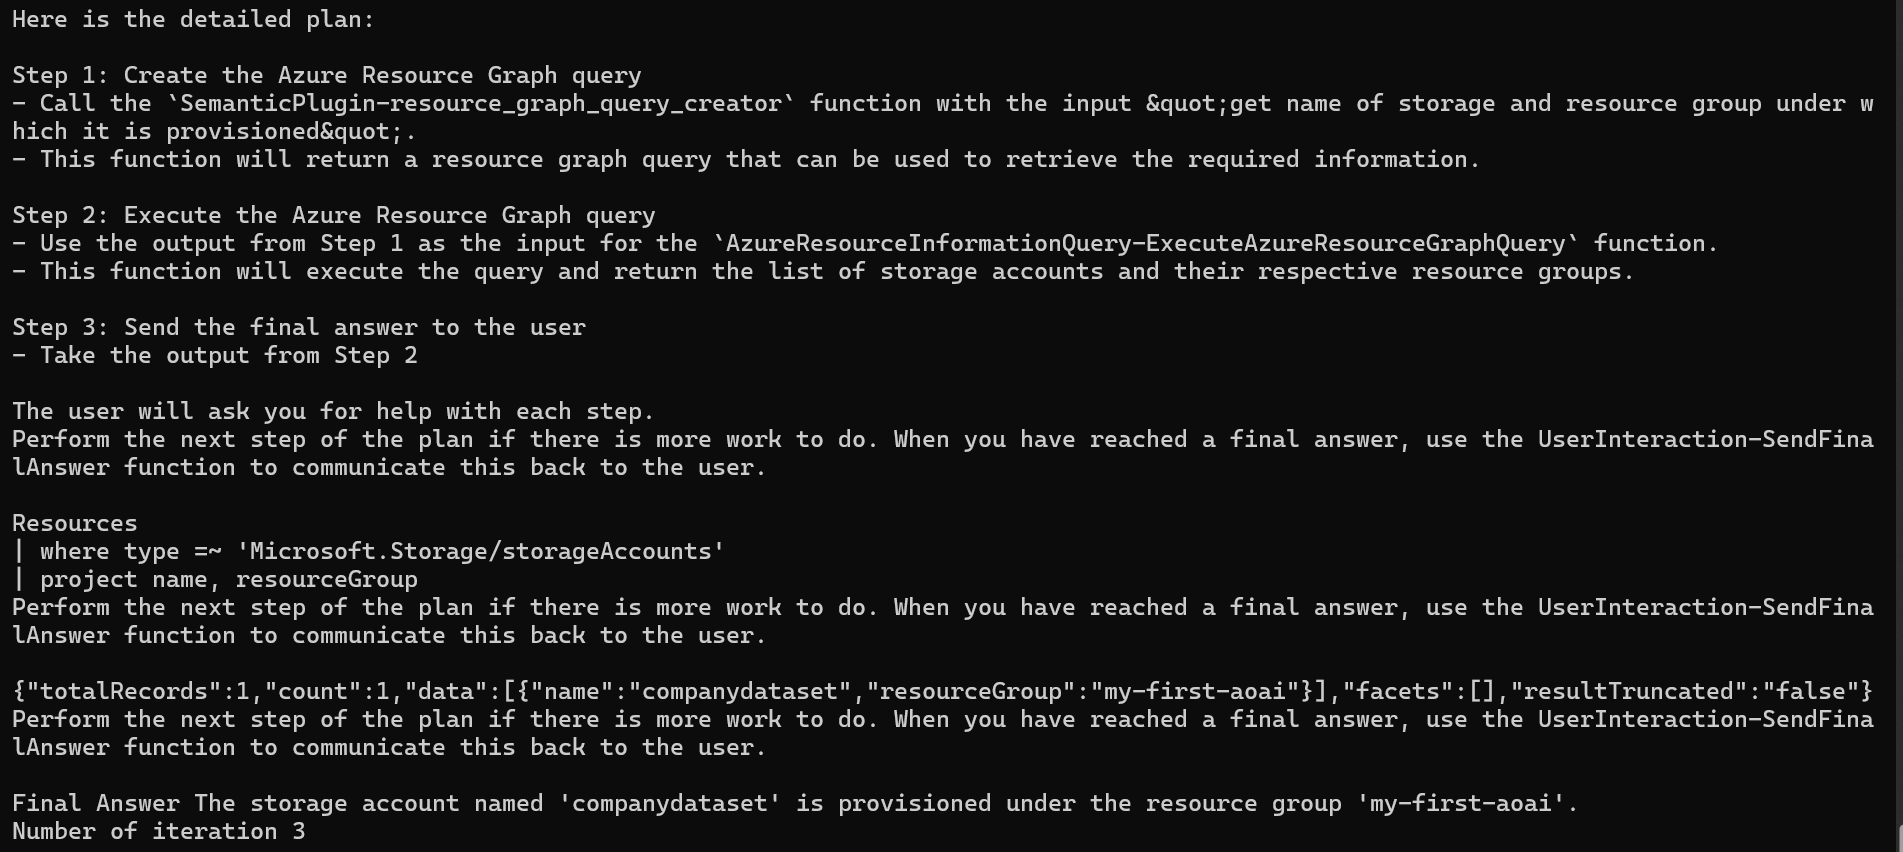 Here is the detailed plan:
Step 1: Create the Azure Resource Graph query
- Call the `SemanticPlugin-resource_graph_query_creator` function with the input &quot;get name of storage and resource group under w
hich it is provisioned&quot;.
- This function will return a resource graph query that can be used to retrieve the required information.
Step 2: Execute the Azure Resource Graph query
- Use the output from Step 1 as the input for the `AzureResourceInformationQuery-ExecuteAzureResourceGraphQuery` function.
- This function will execute the query and return the list of storage accounts and their respective resource groups.
Step 3: Send the final answer to the user
- Take the output from Step 2
The user will ask you for help with each step.
Perform the next step of the plan if there is more work to do. When you have reached a final answer, use the UserInteraction-SendFina
lAnswer function to communicate this back to the user.
Resources
| where type =~ 'Microsoft.Storage/storageAccounts'
| project name, resourceGroup
Perform the next step of the plan if there is more work to do. When you have reached a final answer, use the UserInteraction-SendFina
lAnswer function to communicate this back to the user.
{"totalRecords":1,"count":1,"data":[{"name":"companydataset","resourceGroup":"my-first-aoai"}],"facets":[],"resultTruncated":"false"}
Perform the next step of the plan if there is more work to do. When you have reached a final answer, use the UserInteraction-SendFina
lAnswer function to communicate this back to the user.
Final Answer The storage account named 'companydataset' is provisioned under the resource group 'my-first-aoai'.
Number of iteration 3